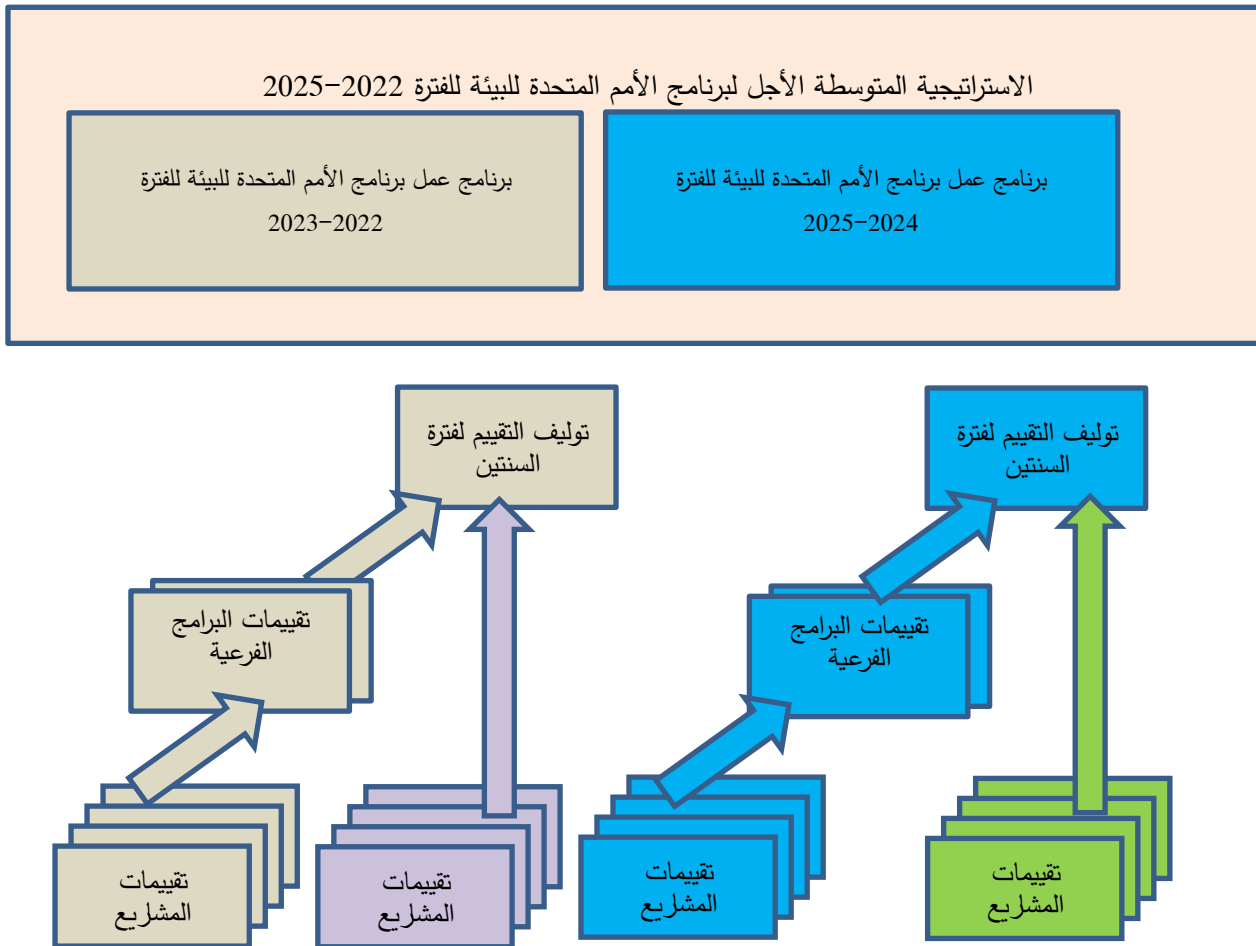 الاستراتيجية المتوسطة الأجل لبرنامج الأمم المتحدة للبيئة للفترة 2022-2025
برنامج عمل برنامج الأمم المتحدة للبيئة للفترة
2024-2025
برنامج عمل برنامج الأمم المتحدة للبيئة للفترة
2022-2023
توليف التقييم لفترة
السنتين
توليف التقييم لفترة
السنتين
تقييمات البرامج
الفرعية
تقييمات البرامج
الفرعية
تقييمات
المشاريع
تقييمات
المشاريع
تقييمات
المشاريع
تقييمات
المشاريع